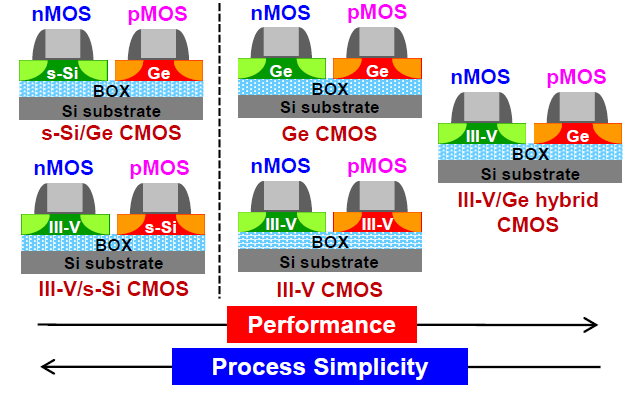 nMOS pMOS
s-Si Ge
BOX
Si substrate
s-Si/Ge CMOS
nMOS pMOS
III-V s-Si
BOX
Si substrate
III-V/s-Si CMOS
nMOS pMOS
Ge Ge
BOX
Si substrate
Ge CMOS
nMOS pMOS
III-V III-V
BOX
Si substrate
III-V CMOS
nMOS pMOS
III-V Ge
BOX
Si substrate
III-V/Ge hybrid
CMOS
Performance
Process Simplicity